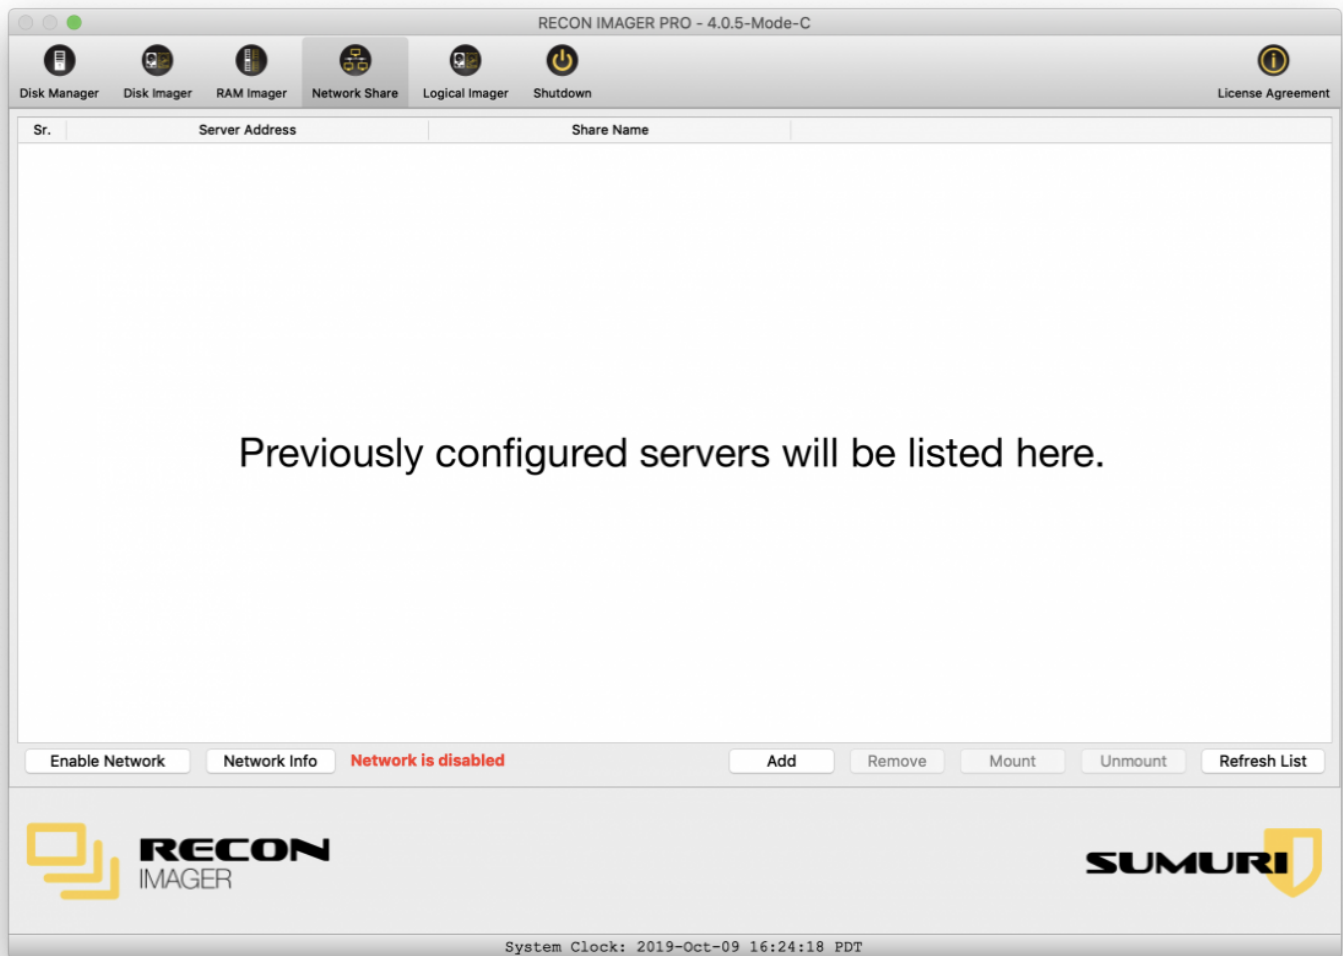 RECON IMAGER PRO - 4.0.5-Mode-C
Disk Manager Disk Imager RAM Imager Network Share Logical Imager Shutdown License Agreement
Sr. Server Address Share Name
Previously configured servers will be listed here.
Enable Network Network Info Network is disabled Add Remove Mount Unmount Refresh List
RECON
IMAGER
SUMURI
System Clock: 2019-Oct-09 16:24:18 PDT